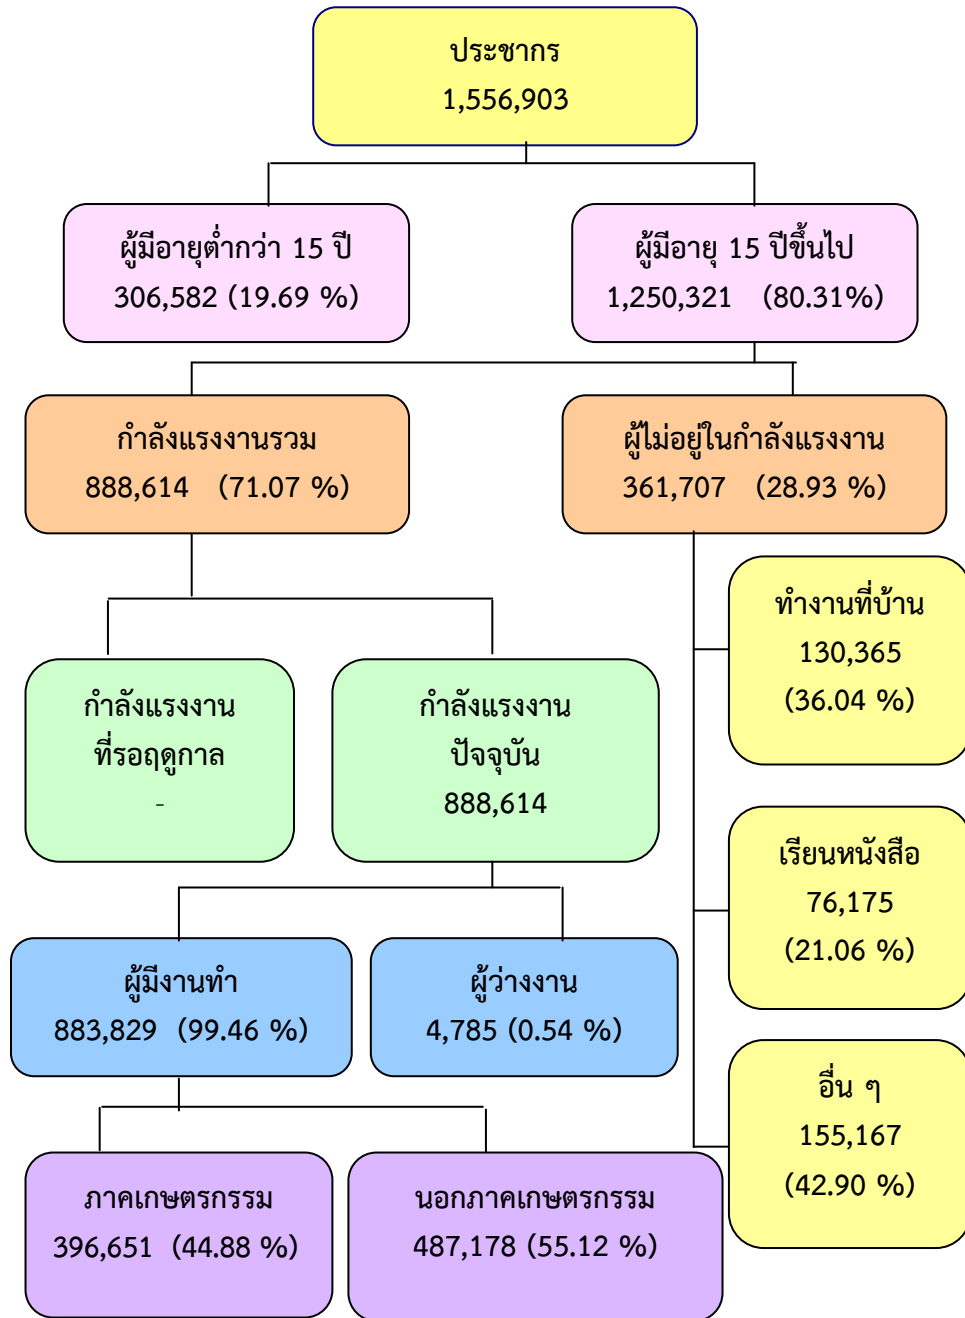 ประชากร
1,556,903
ผู้มีอายุต่ำกว่า 15 ปี
306,582 (19.69 %)
ผู้มีอายุ 15 ปีขึ้นไป
1,250,321 (80.31%)
กำลังแรงงานรวม
888,614 (71.07 %)
ผู้ไม่อยู่ในกำลังแรงงาน
361,707 (28.93 %)
ทำงานที่บ้าน
130,365
(36.04 %)
กำลังแรงงาน
ที่รอฤดูกาล
-
กำลังแรงงาน
ปัจจุบัน
888,614
เรียนหนังสือ
76,175
(21.06 %)
ผู้มีงานทำ
883,829 (99.46 %)
ผู้ว่างงาน
4,785 (0.54 %)
อื่น ๆ
155,167
(42.90 %)
ภาคเกษตรกรรม
396,651 (44.88 %)
นอกภาคเกษตรกรรม
487,178 (55.12 %)